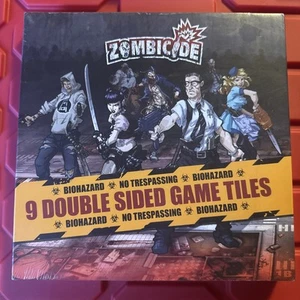 ZOMBICIDE
BIOHAZARD NO TRESPASSING BIOHAZARD
9 DOUBLE SIDED GAME TILES
BIOHAZARD NO TRESPASSING BIOHAZARD